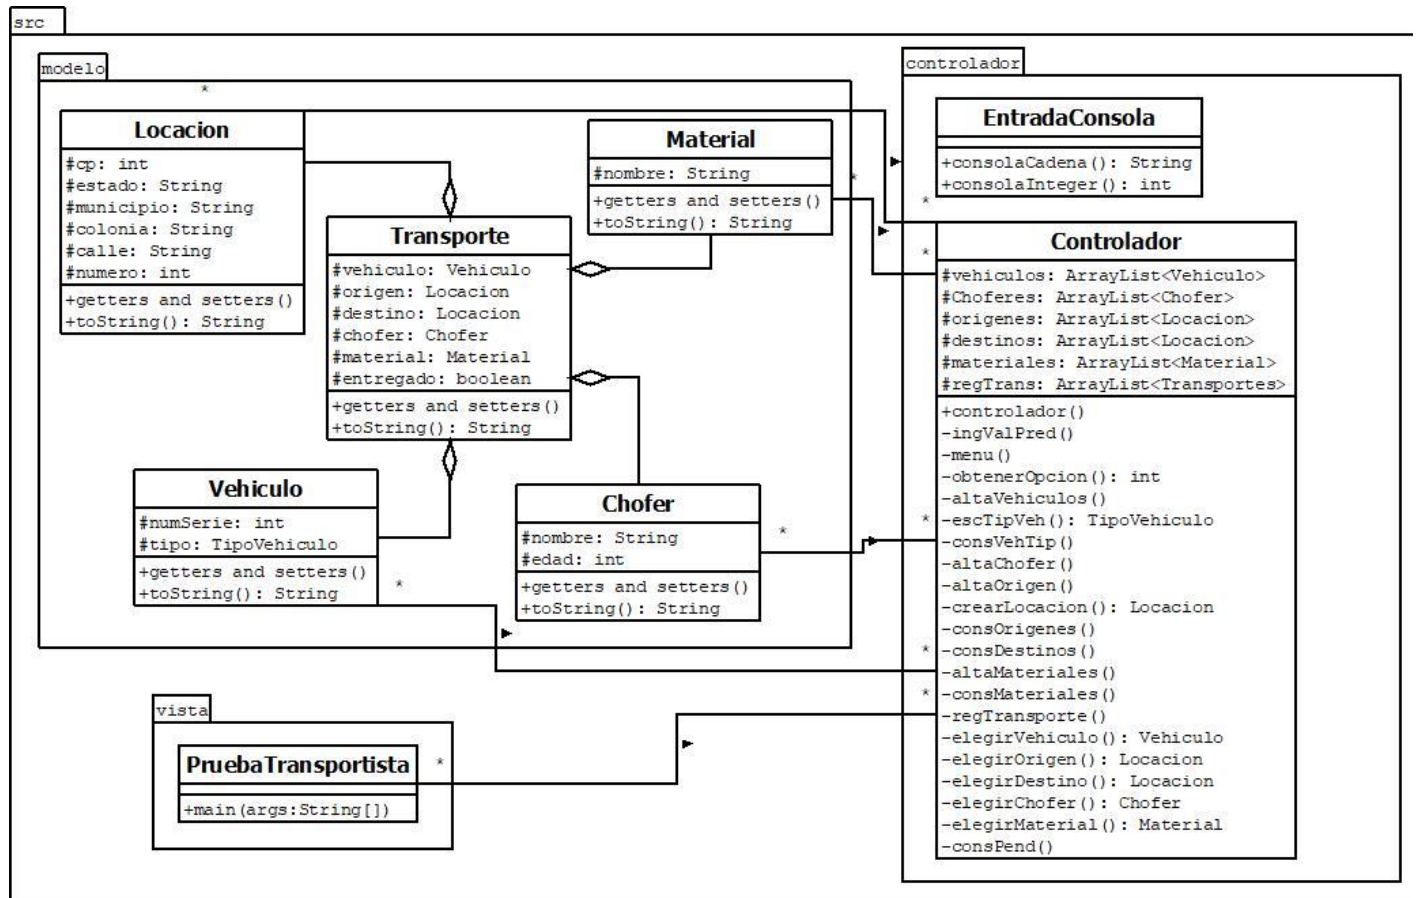 src
modelo
*
Locacion
#cp: int
#estado: String
#municipio: String
#colonia: String
#calle: String
#numero: int
+getters and setters()
+toString(): String
Material
#nombre: String
+getters and setters()
+toString(): String
*
Transporte
#vehiculo: Vehiculo
#origen: Locacion
#destino: Locacion
#chofer: Chofer
#material: Material
#entregado: boolean
+getters and setters()
+toString(): String
Vehiculo
#numSerie: int
#tipo: TipoVehiculo
+getters and setters()
+toString(): String
*
Chofer
#nombre: String
#edad: int
+getters and setters()
+toString(): String
*
vista
PruebaTransportista
+main(args:String[])
*
controlador
EntradaConsola
+consolaCadena(): String
+consolaInteger(): int
*
*
*
*
*
Controlador
#vehiculos: ArrayList<Vehiculo>
#Choferes: ArrayList<Chofer>
#origenes: ArrayList<Locacion>
#destinos: ArrayList<Locacion>
#materiales: ArrayList<Material>
#regTrans: ArrayList<Transportes>
+controlador()
-ingValPred()
-menu()
-obtenerOpcion(): int
-altaVehiculos()
-escTipVeh(): TipoVehiculo
-consVehTip()
-altaChofer()
-altaOrigen()
-crearLocacion(): Locacion
-consOrigenes()
-consDestinos()
-altaMateriales()
-consMateriales()
-regTransporte()
-elegirVehiculo(): Vehiculo
-elegirOrigen(): Locacion
-elegirDestino(): Locacion
-elegirChofer(): Chofer
-elegirMaterial(): Material
-consPend()